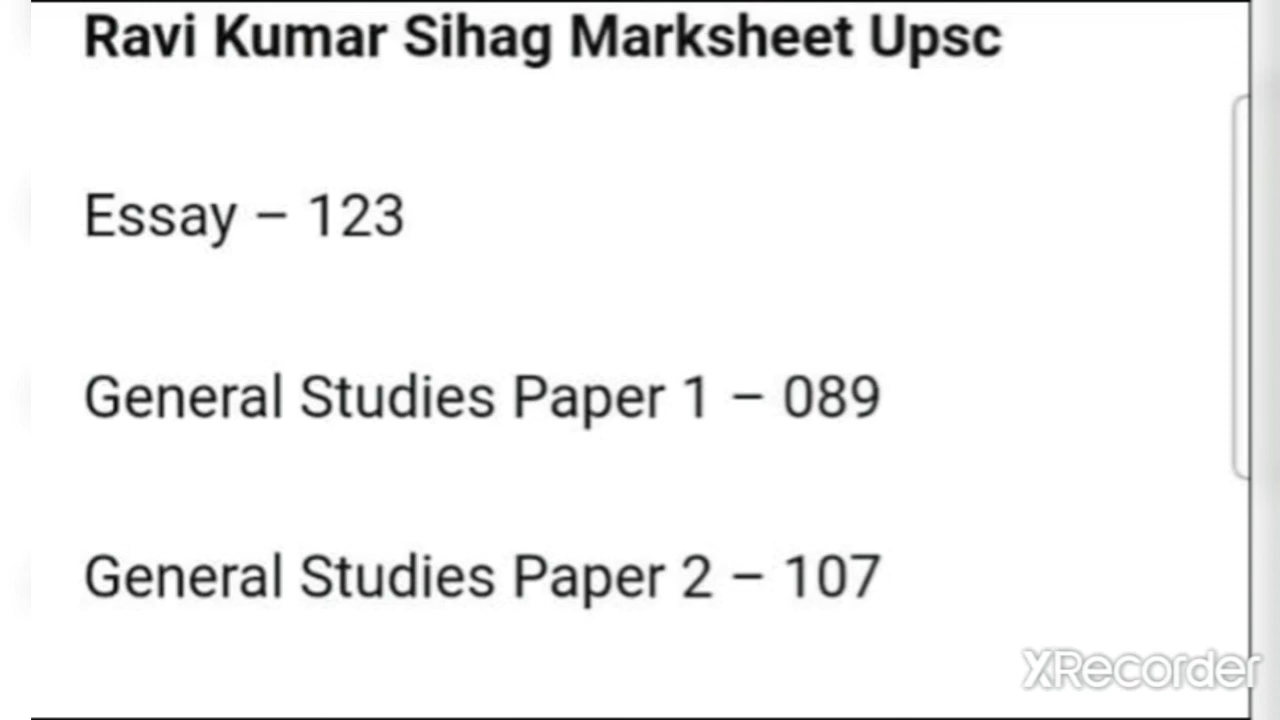 Ravi Kumar Sihag Marksheet Upsc
Essay – 123
General Studies Paper 1 – 089
General Studies Paper 2 – 107
XRecorder